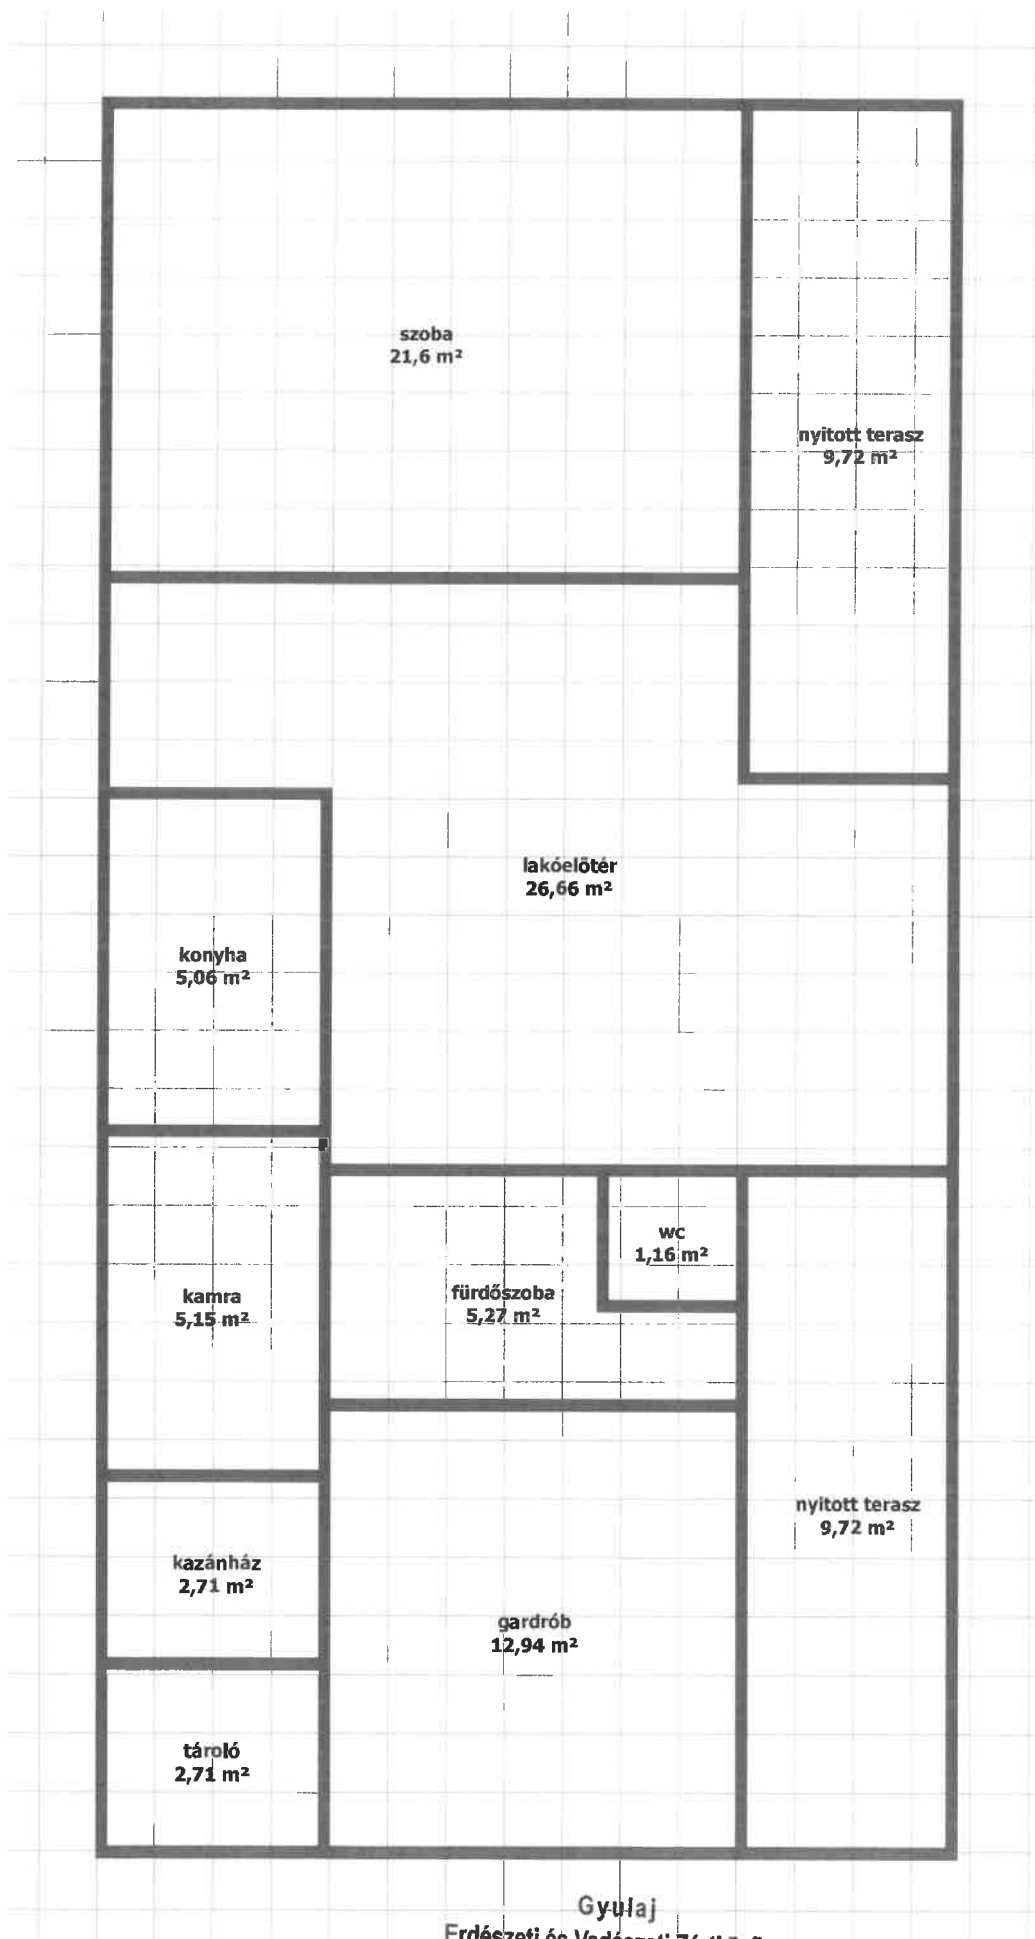 szoba
21,6 m²
nyitott terasz
9,72 m²
lakóelőtér
26,66 m²
konyha
5,06 m²
wc
1,16 m²
fürdőszoba
5,27 m²
kamra
5,15 m²
nyitott terasz
9,72 m²
kazánház
2,71 m²
gardrób
12,94 m²
tároló
2,71 m²
Gyulaj
Erdészeti és Vadászati